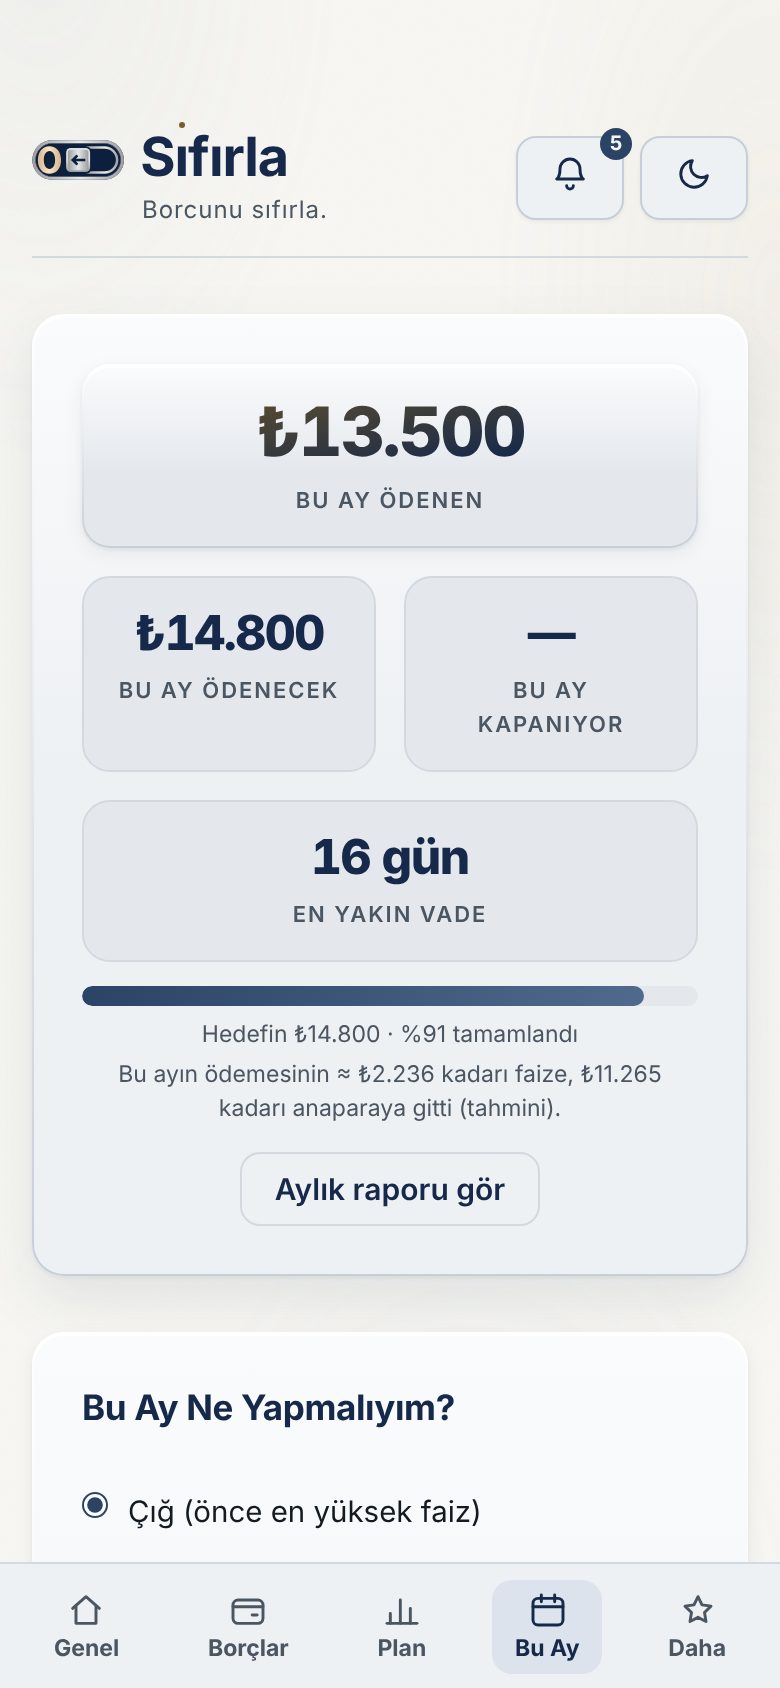 Sıfırla
Borcunu sıfırla.
5
₺13.500
BU AY ÖDENEN
₺14.800
BU AY ÖDENECEK
—
BU AY
KAPANIYOR
16 gün
EN YAKIN VADE
Hedefin ₺14.800 · %91 tamamlandı
Bu ayın ödemesinin ≈ ₺2.236 kadarı faize, ₺11.265
kadarı anaparaya gitti (tahmini).
Aylık raporu gör
Bu Ay Ne Yapmalıyım?
Çığ (önce en yüksek faiz)
Genel
Borçlar
Plan
Bu Ay
Daha